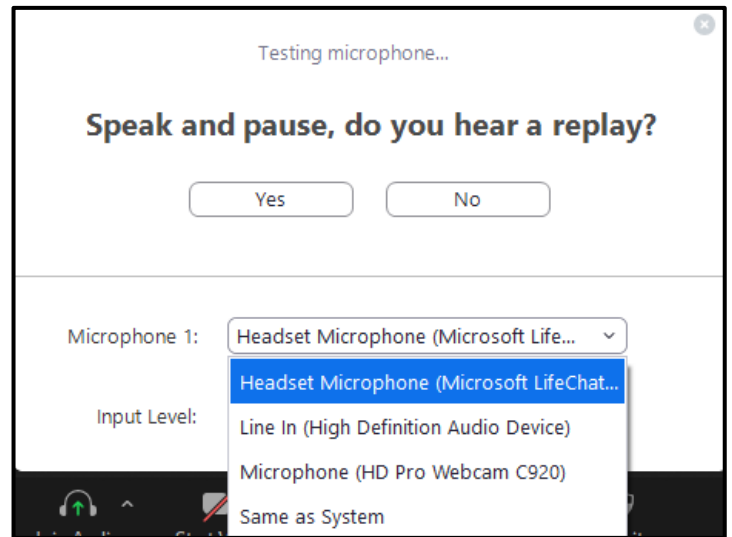 Testing microphone...
Speak and pause, do you hear a replay?
Yes No
Microphone 1: Headset Microphone (Microsoft Life...
Headset Microphone (Microsoft LifeChat...
Input Level:
Line In (High Definition Audio Device)
Microphone (HD Pro Webcam C920)
Same as System